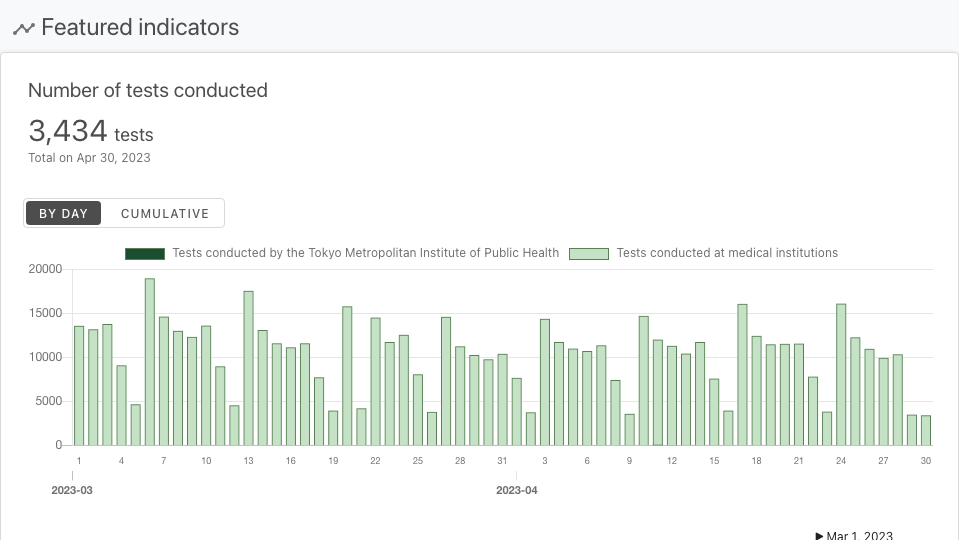 Featured indicators
Number of tests conducted
3,434 tests
Total on Apr 30, 2023
BY DAY CUMULATIVE
Tests conducted by the Tokyo Metropolitan Institute of Public Health Tests conducted at medical institutions
20000
15000
10000
5000
0
1 4 7 10 13 16 19 22 25 28 31 3 6 9 12 15 18 21 24 27 30
2023-03 2023-04
▶ Mar 1, 2023